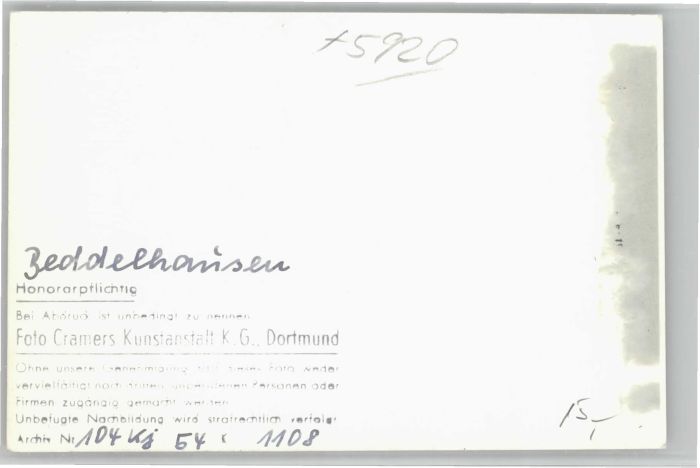 +5920
Beddelhausen
Honorarpflichtig
Bei Abdruck ist unbedingt zu nennen
Foto Cramers Kunstanstalt K.G., Dortmund
Ohne unsere Genehmigung darf dieses Foto weder
vervielfältigt noch dritten Personen oder
Firmen zugängig gemacht werden
Unbefugte Nachbildung wird strafrechtlich verfolgt
Archiv Nr 104 Kj 54 1108
15,-